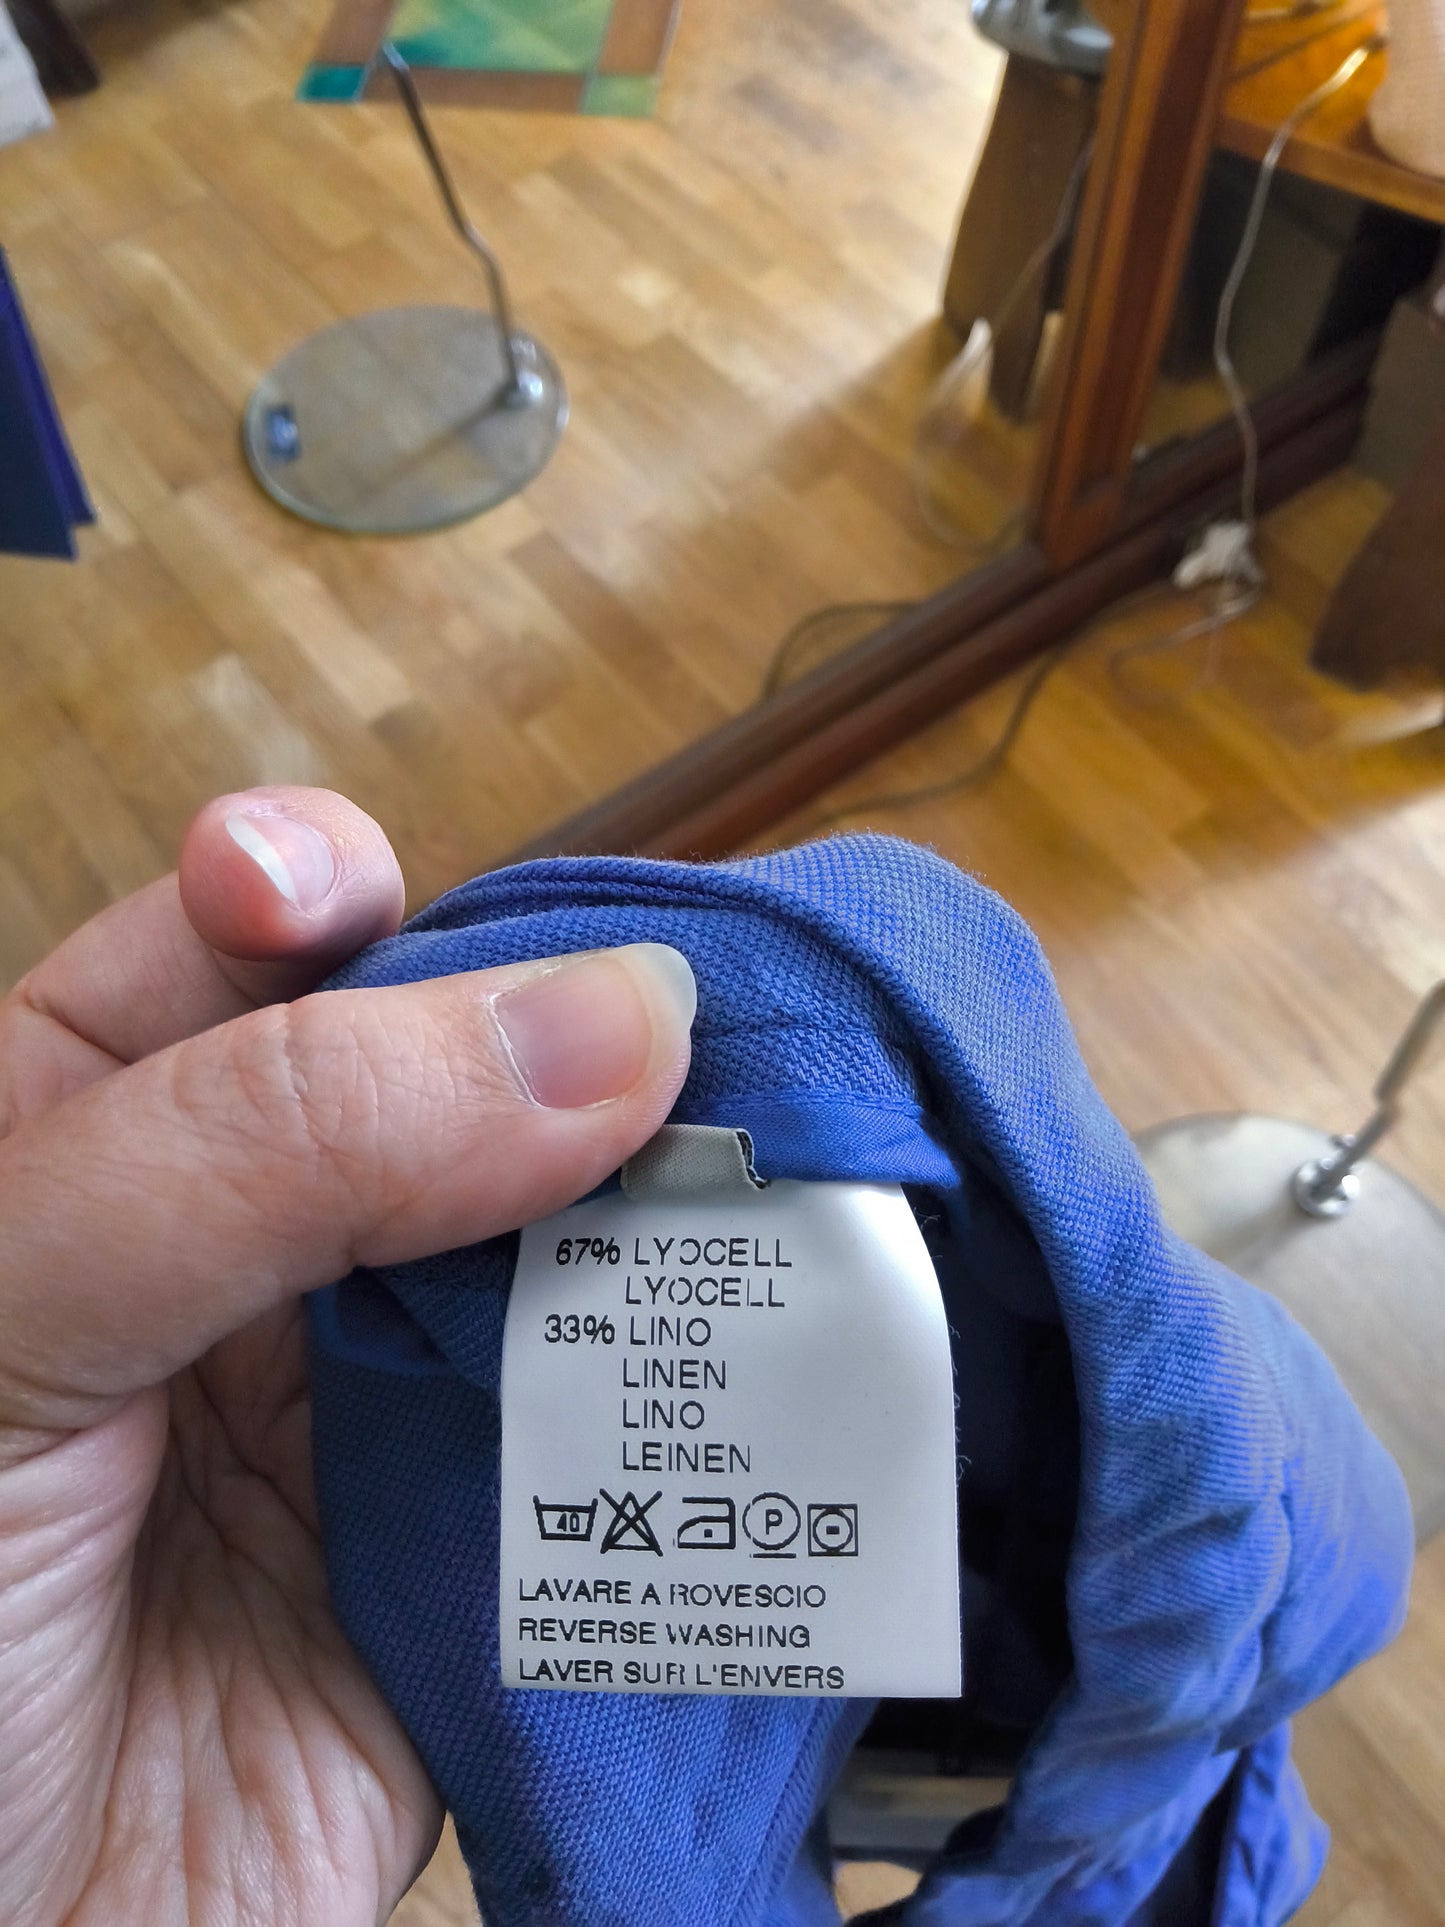 67% LYOCELL
LYOCELL
33% LINO
LINEN
LINO
LEINEN
40 P
LAVARE A ROVESCIO
REVERSE WASHING
LAVER SUR L'ENVERS